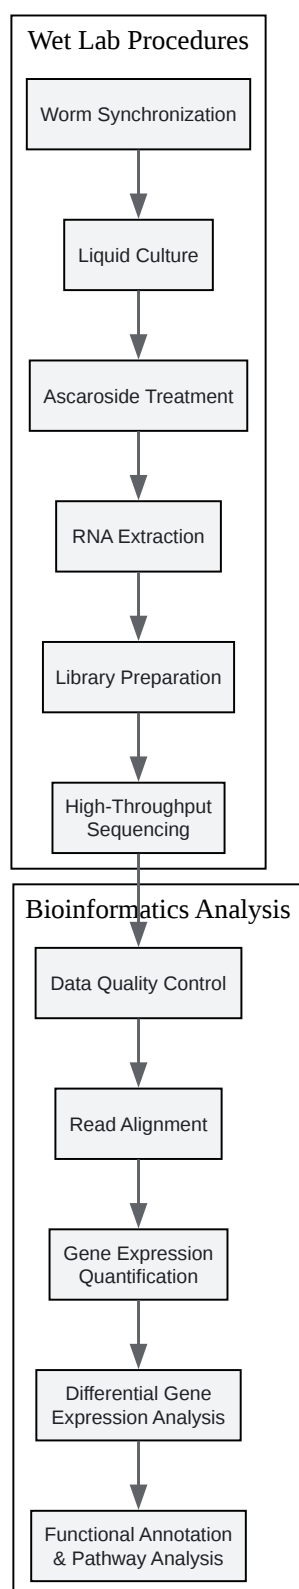 Wet Lab Procedures
Worm Synchronization
Liquid Culture
Ascaroside Treatment
RNA Extraction
Library Preparation
High-Throughput
Sequencing
Bioinformatics Analysis
Data Quality Control
Read Alignment
Gene Expression
Quantification
Differential Gene
Expression Analysis
Functional Annotation
& Pathway Analysis